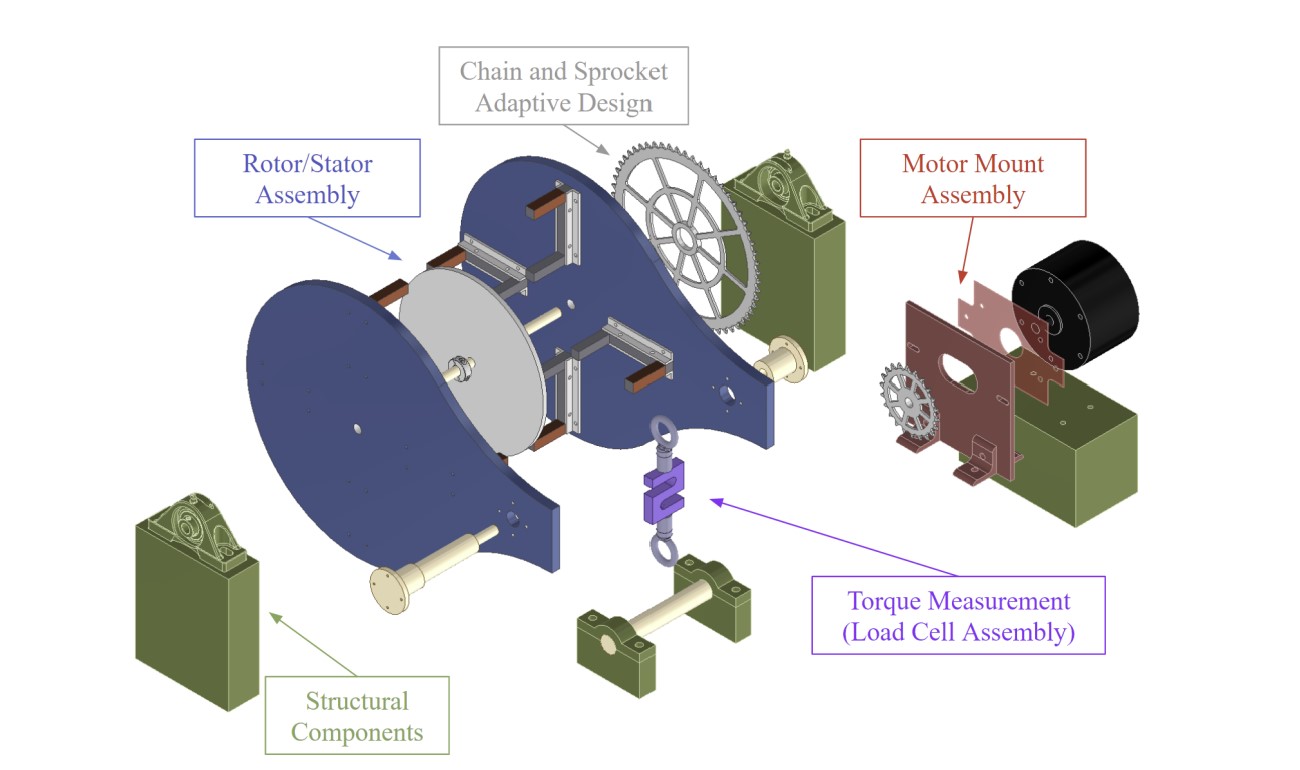 Chain and Sprocket
Adaptive Design
Rotor/Stator
Assembly
Motor Mount
Assembly
Torque Measurement
(Load Cell Assembly)
Structural
Components